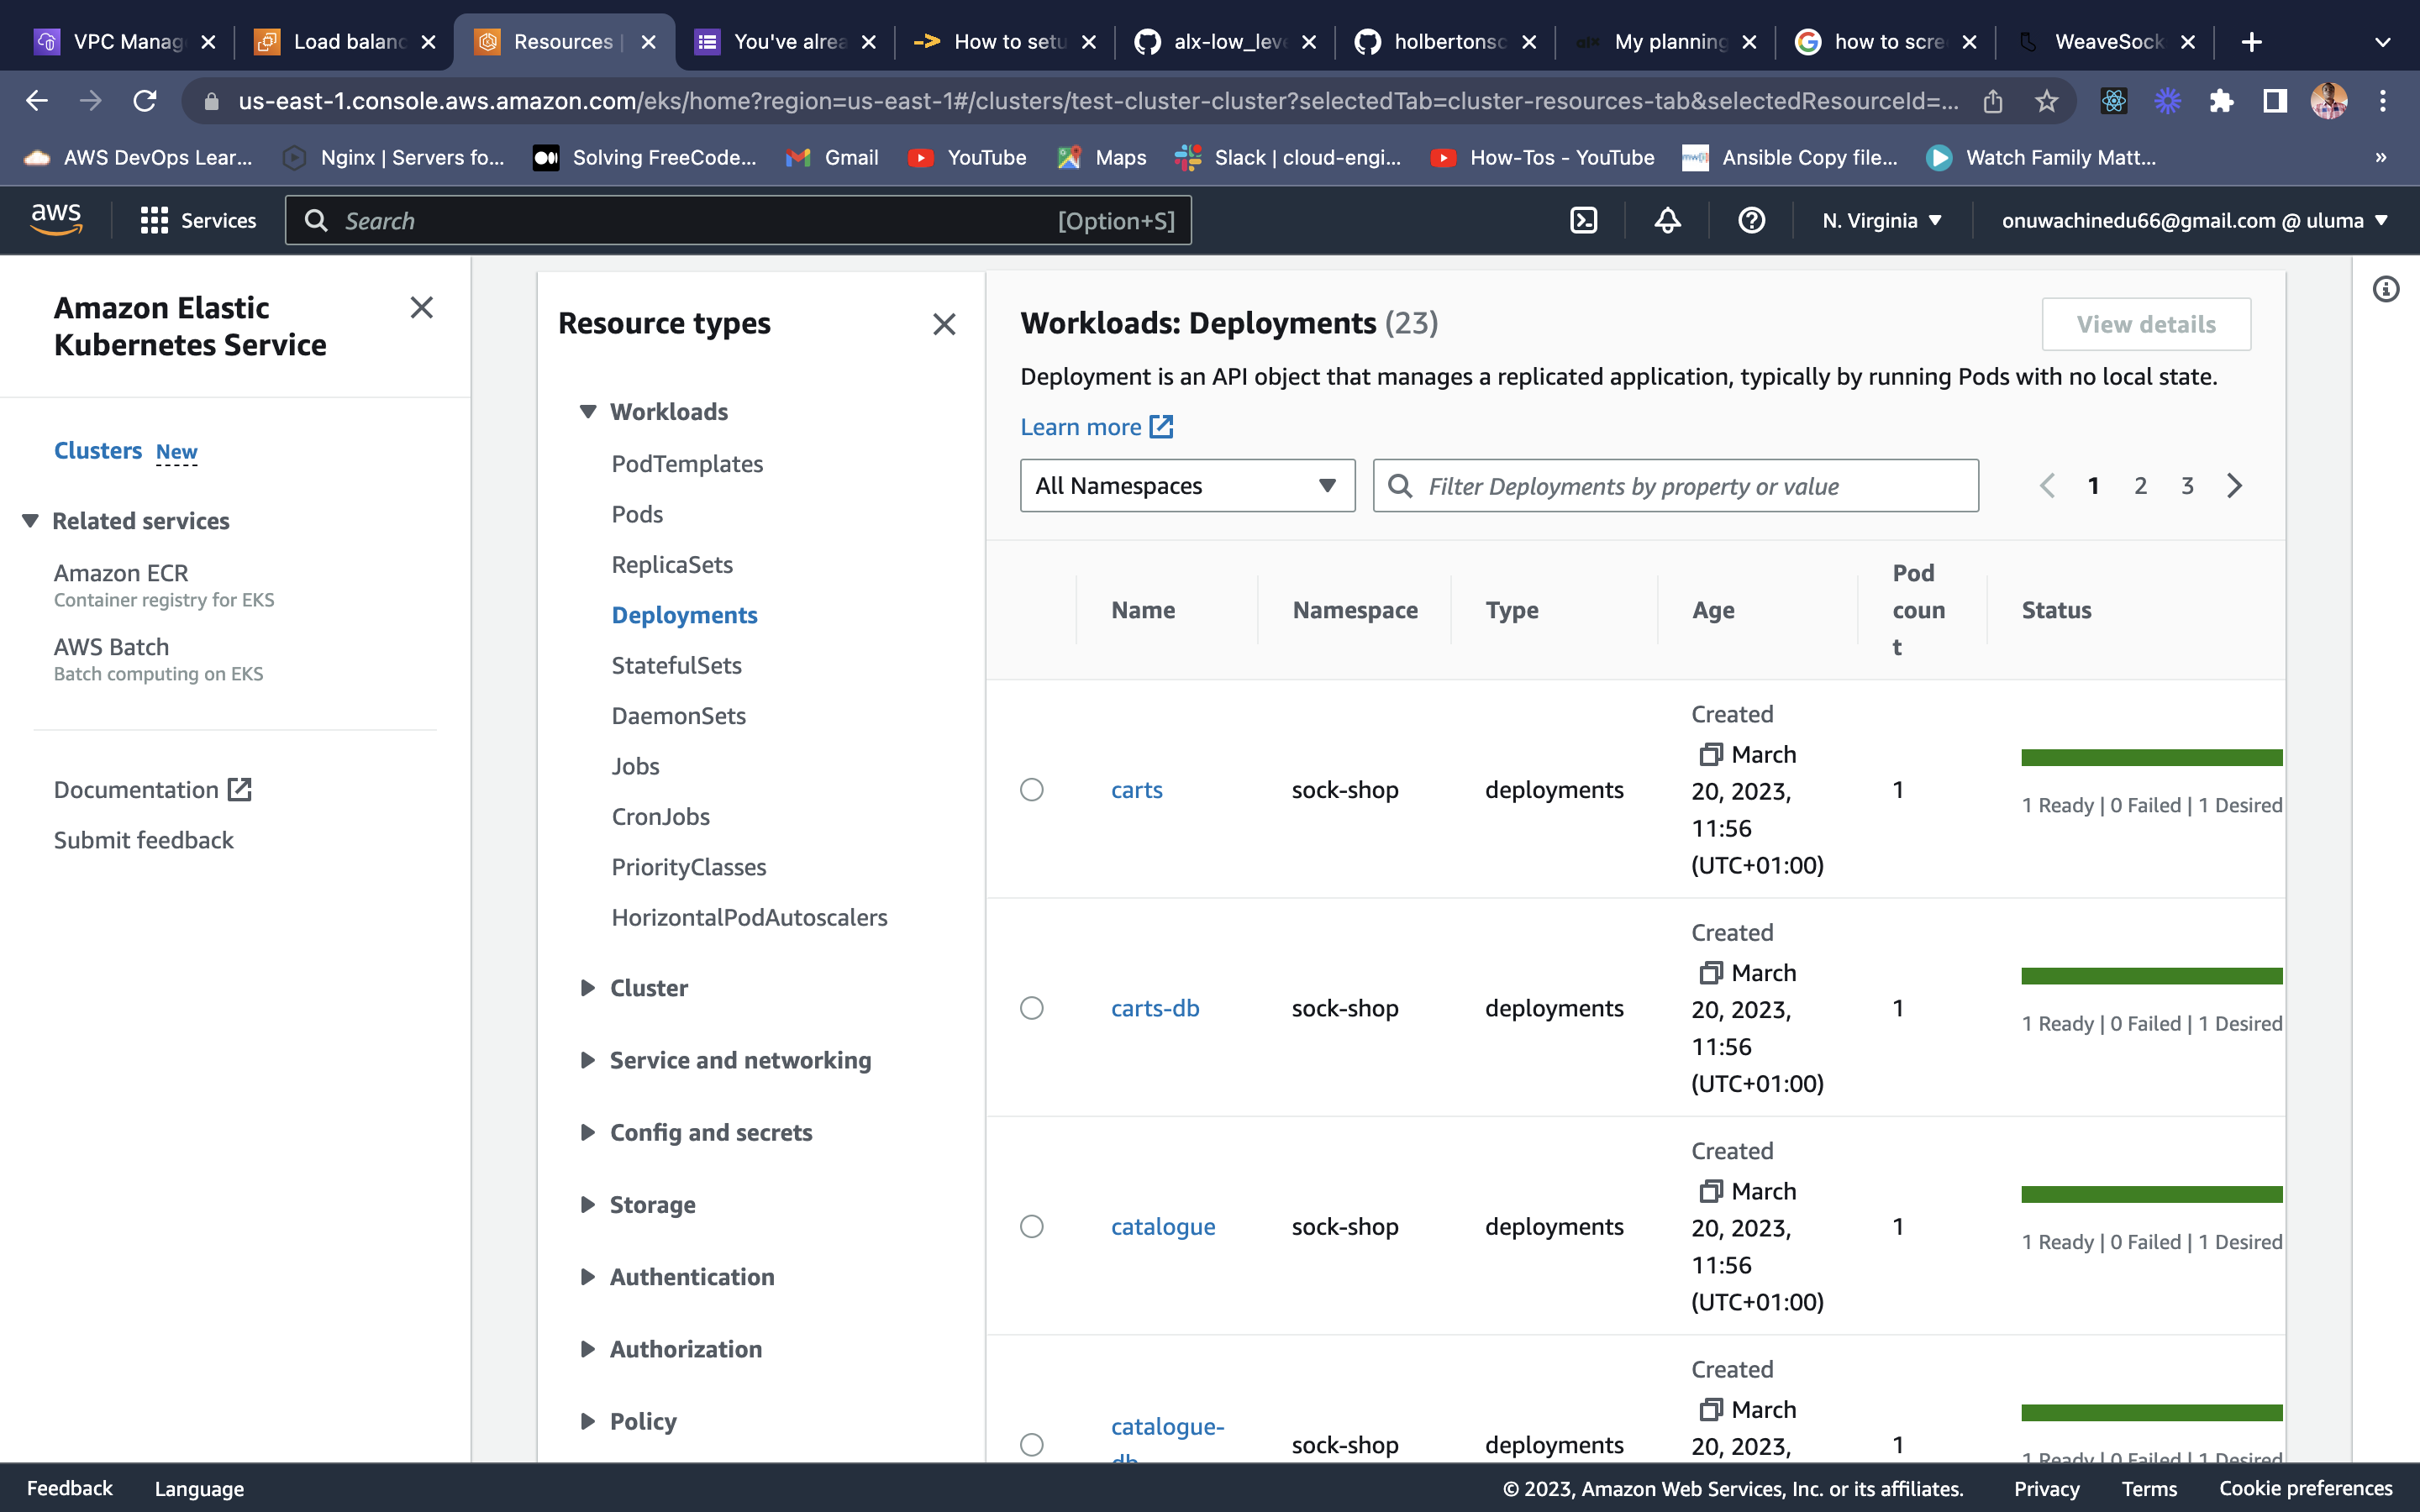 VPC Manag
Load balanc
Resources |
You've alrea
How to setu
alx-low_leve
holbertonsc
My planning
how to scre
WeaveSock
us-east-1.console.aws.amazon.com/eks/home?region=us-east-1#/clusters/test-cluster-cluster?selectedTab=cluster-resources-tab&selectedResourceId=...
AWS DevOps Lear...
Nginx | Servers fo...
Solving FreeCode...
Gmail
YouTube
Maps
Slack | cloud-engi...
How-Tos - YouTube
Ansible Copy file...
Watch Family Matt...
»
aws
Services
Search
[Option+S]
N. Virginia
onuwachinedu66@gmail.com @ uluma
Amazon Elastic
Kubernetes Service
Clusters New
Related services
Amazon ECR
Container registry for EKS
AWS Batch
Batch computing on EKS
Documentation
Submit feedback
Resource types
Workloads
PodTemplates
Pods
ReplicaSets
Deployments
StatefulSets
DaemonSets
Jobs
CronJobs
PriorityClasses
HorizontalPodAutoscalers
Cluster
Service and networking
Config and secrets
Storage
Authentication
Authorization
Policy
Workloads: Deployments (23)
View details
Deployment is an API object that manages a replicated application, typically by running Pods with no local state.
Learn more
All Namespaces
Filter Deployments by property or value
1 2 3
Name
Namespace
Type
Age
Pod
coun
t
Status
carts
sock-shop
deployments
Created
March
20, 2023,
11:56
(UTC+01:00)
1
1 Ready | 0 Failed | 1 Desired
carts-db
sock-shop
deployments
Created
March
20, 2023,
11:56
(UTC+01:00)
1
1 Ready | 0 Failed | 1 Desired
catalogue
sock-shop
deployments
Created
March
20, 2023,
11:56
(UTC+01:00)
1
1 Ready | 0 Failed | 1 Desired
catalogue-
db
sock-shop
deployments
Created
March
20, 2023,
1
1 Ready | 0 Failed | 1 Desired
Feedback
Language
© 2023, Amazon Web Services, Inc. or its affiliates.
Privacy
Terms
Cookie preferences